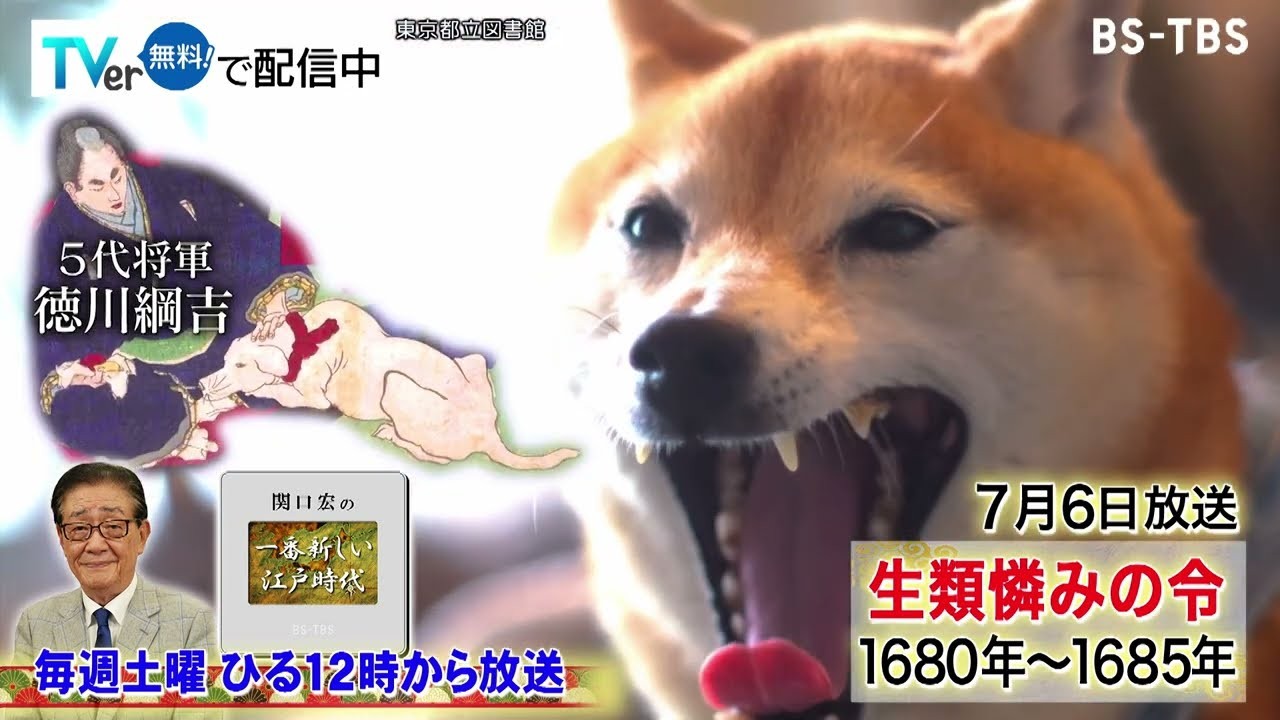 TVer 無料! で配信中
東京都立図書館
BS-TBS
5代将軍
徳川綱吉
関口宏の
一番新しい
江戸時代
BS-TBS
7月6日放送
生類憐みの令
1680年～1685年
毎週土曜 ひる12時から放送